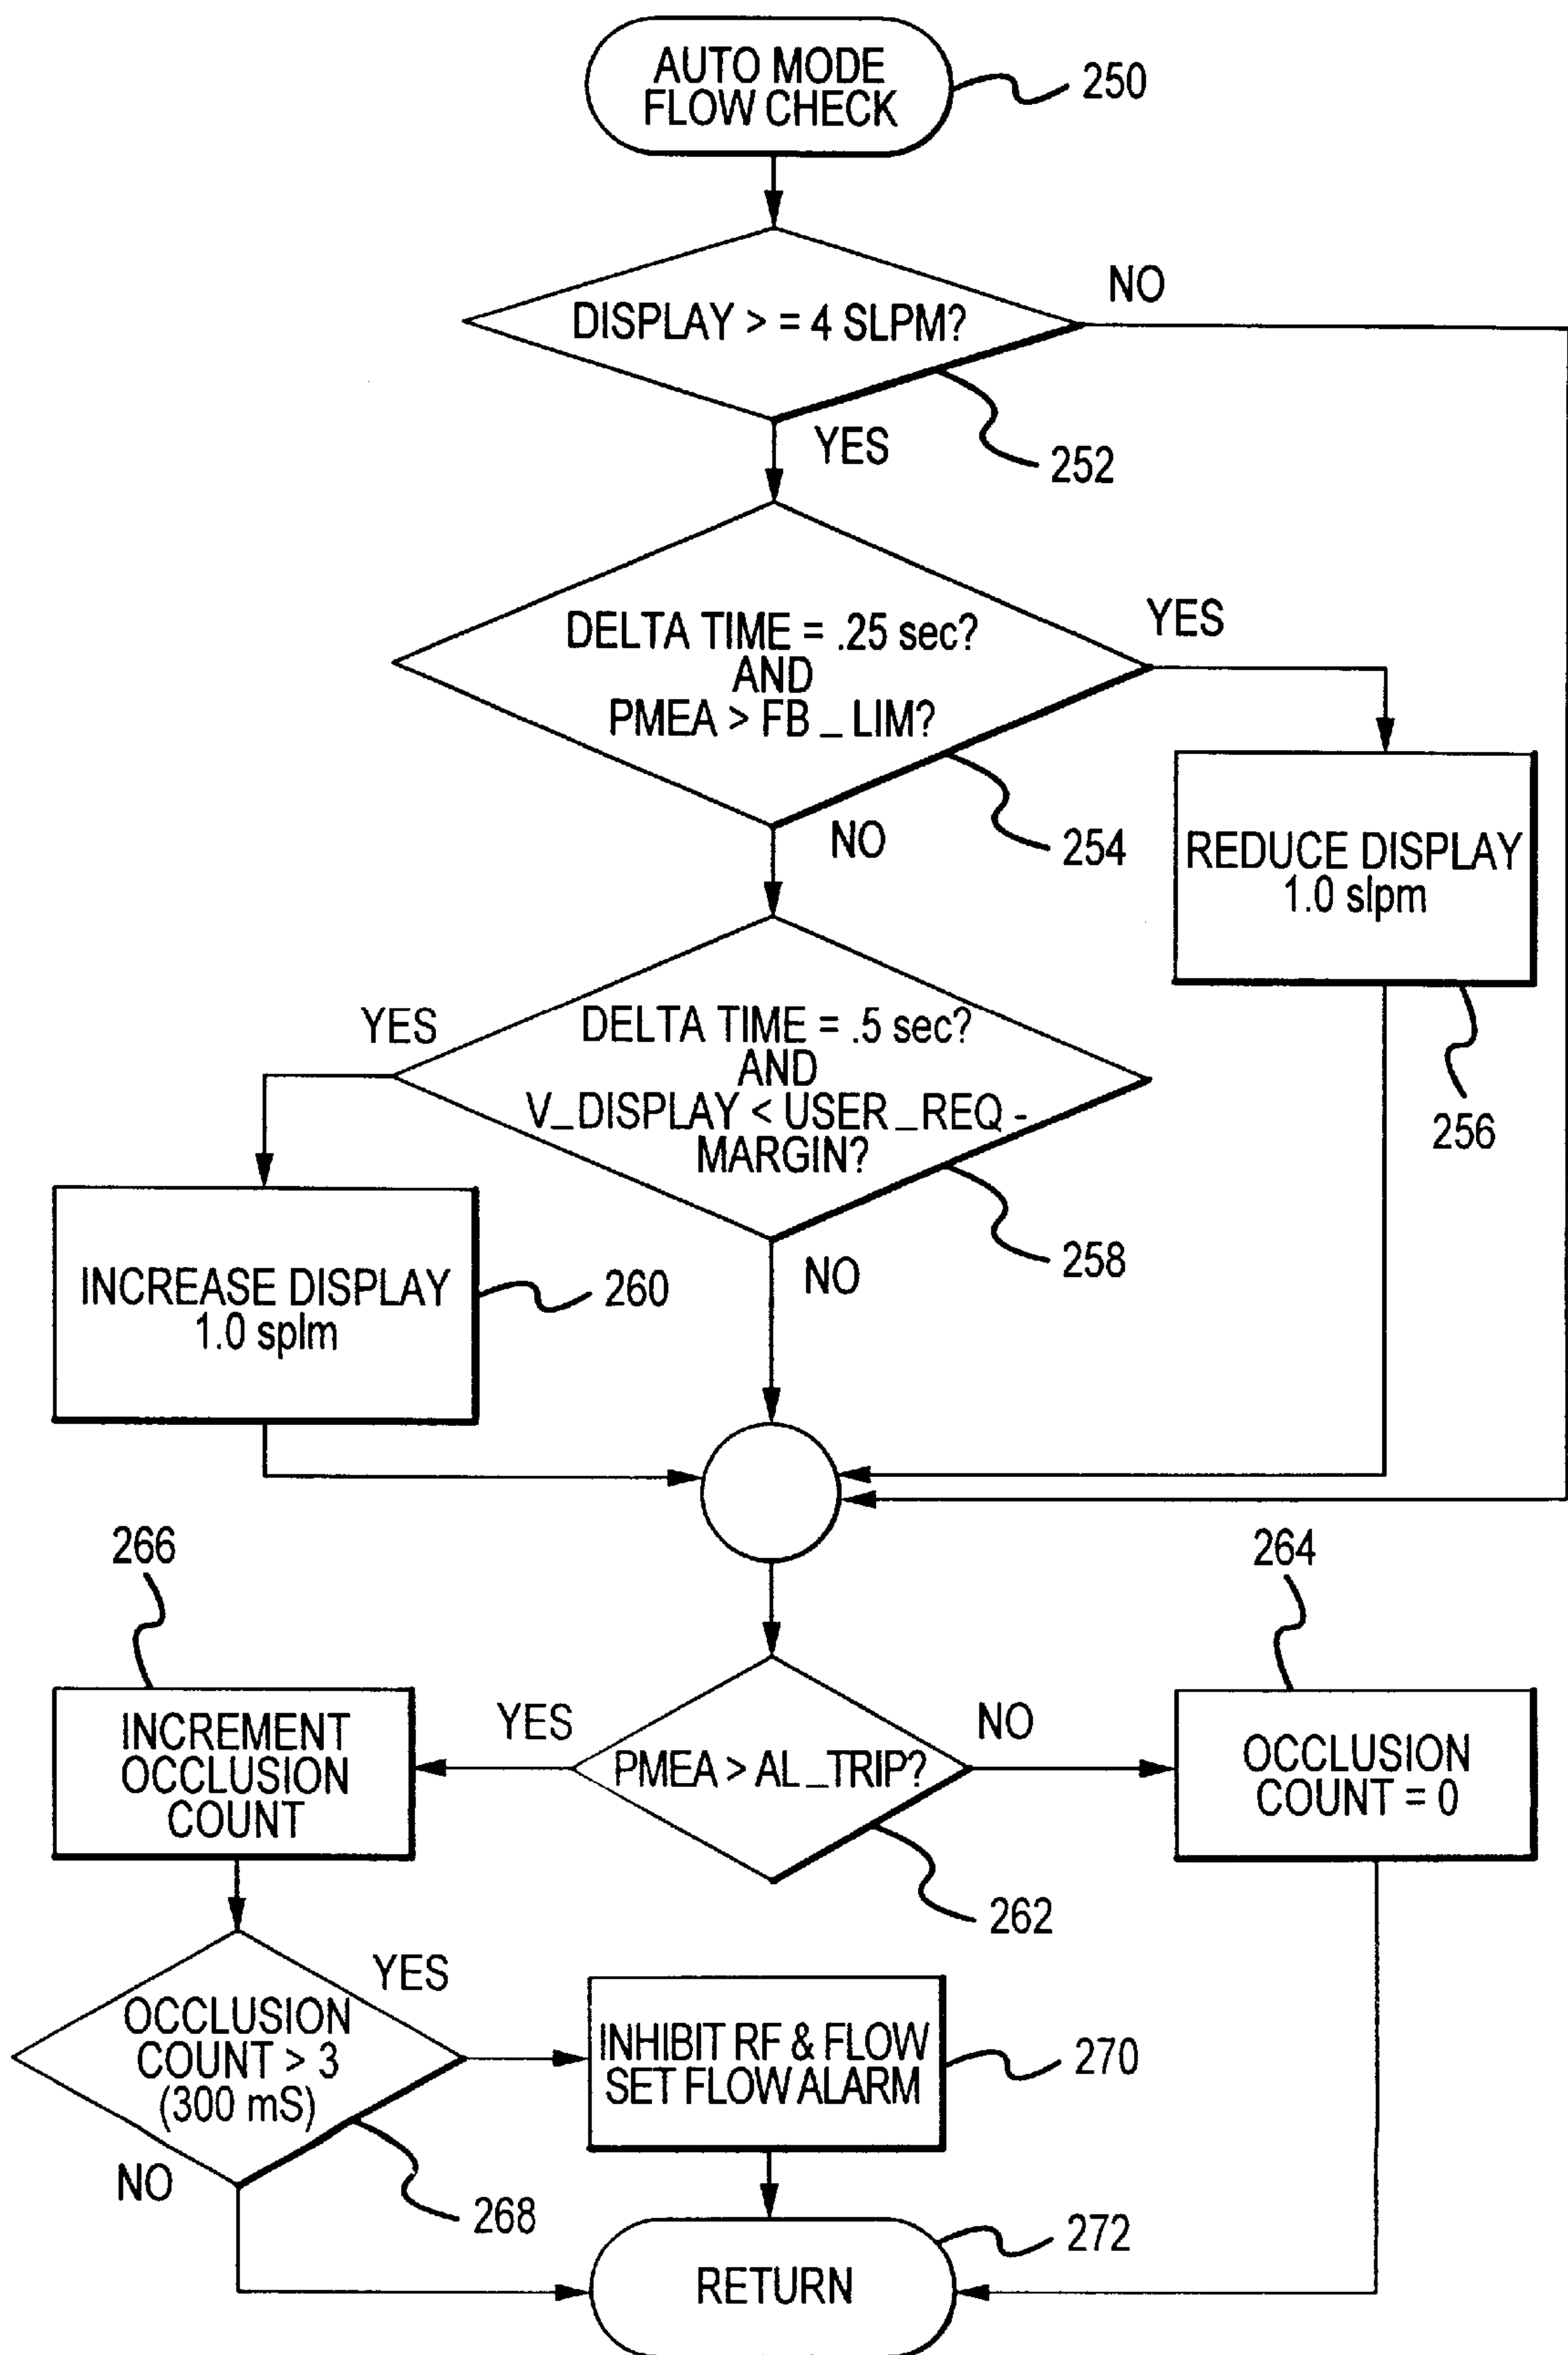 AUTO MODE
FLOW CHECK
250
DISPLAY > = 4 SLPM?
NO
YES
252
DELTA TIME = .25 sec?
AND
PMEA > FB _ LIM?
YES
NO
254
REDUCE DISPLAY
1.0 slpm
256
YES
DELTA TIME = .5 sec?
AND
V_DISPLAY < USER _REQ -
MARGIN?
258
NO
INCREASE DISPLAY
1.0 splm
260
266
264
INCREMENT
OCCLUSION
COUNT
YES
PMEA > AL _TRIP?
NO
OCCLUSION
COUNT = 0
262
OCCLUSION
COUNT > 3
(300 mS)
YES
NO
268
INHIBIT RF & FLOW
SET FLOW ALARM
270
272
RETURN